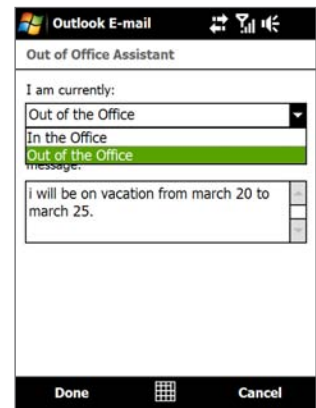 Outlook E-mail
Out of Office Assistant
I am currently:
Out of the Office
In the Office
Out of the Office
message:
i will be on vacation from march 20 to
march 25.
Done
Cancel